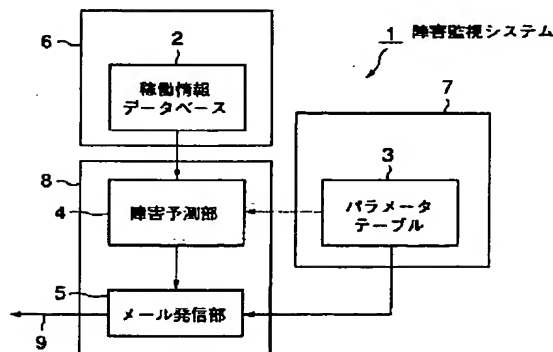 1 障害監視システム
6
2
稼働情報
データベース
7
3
パラメータ
テーブル
8
4
障害予測部
5
メール発信部
9